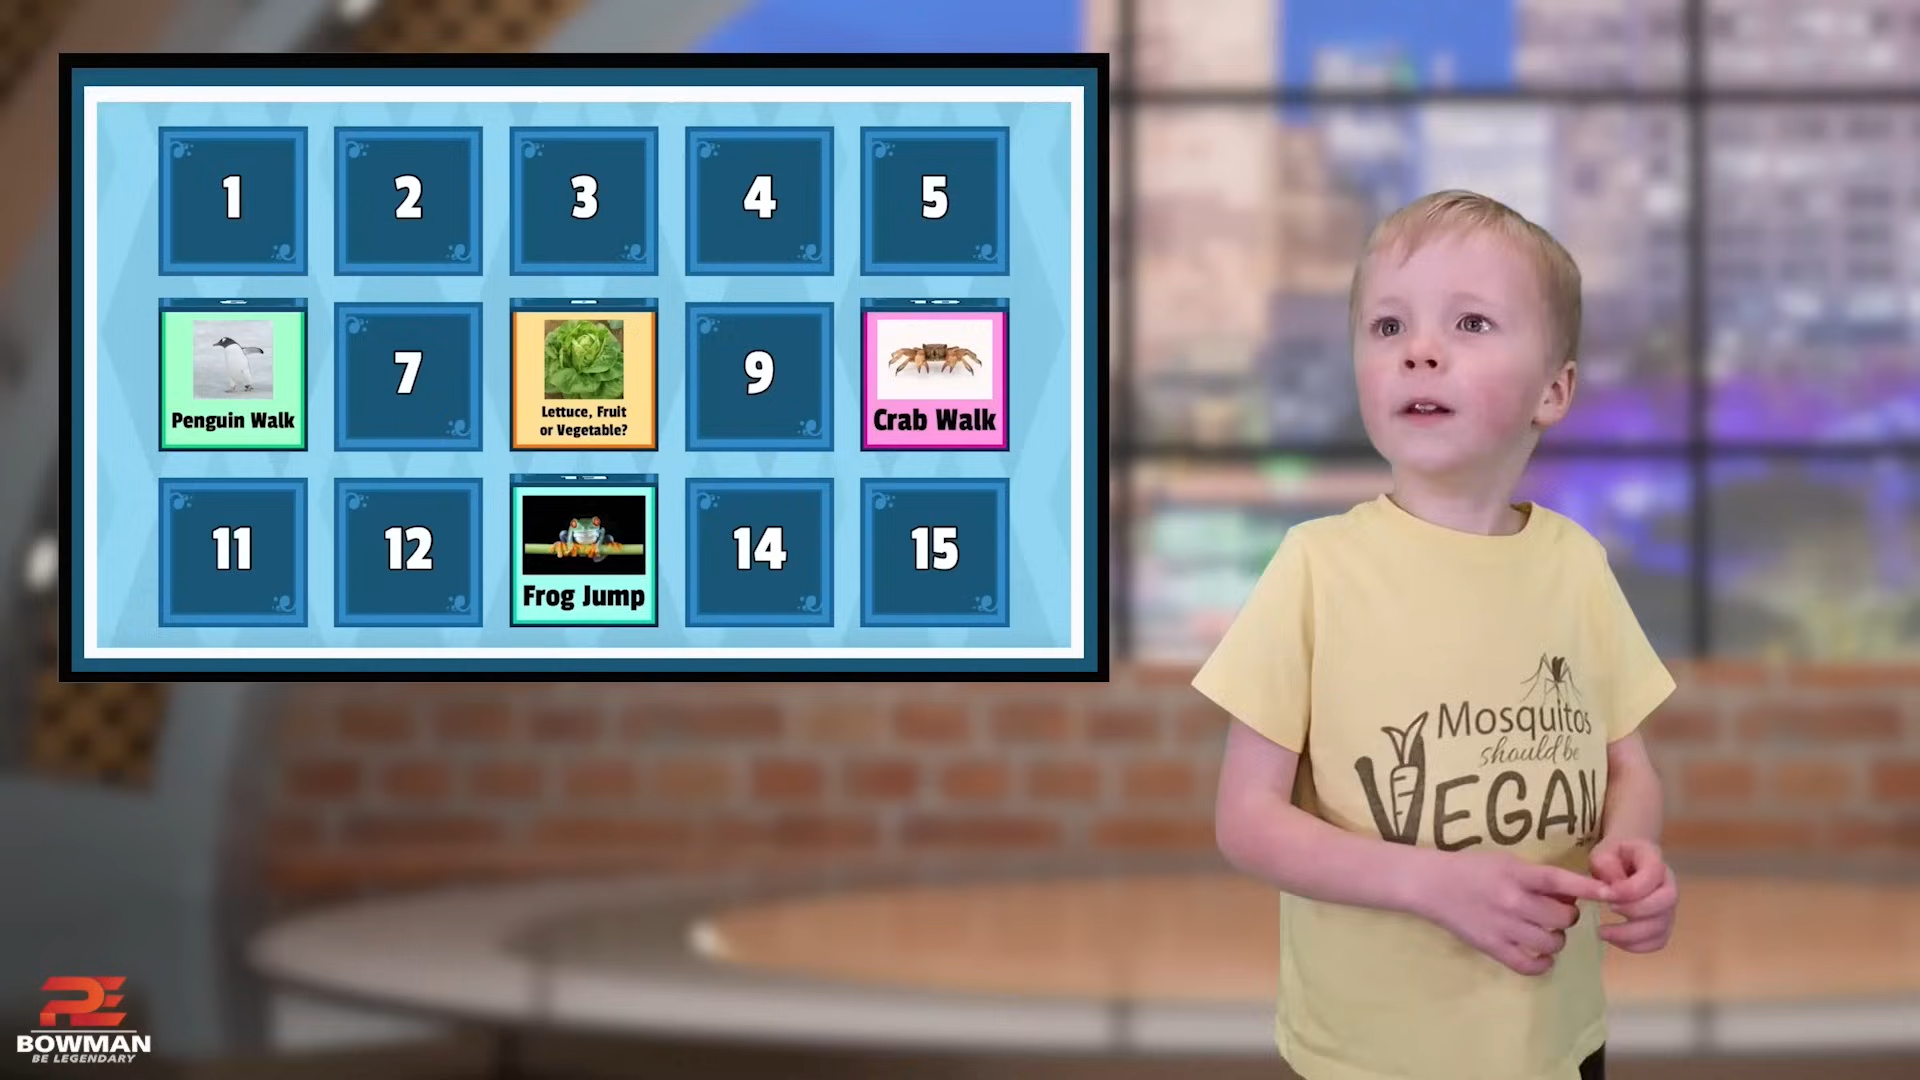 1
2
3
4
5
Penguin Walk
7
Lettuce, Fruit
or Vegetable?
9
Crab Walk
11
12
Frog Jump
14
15
Mosquitos
should be
VEGAN
PE
BOWMAN
BE LEGENDARY